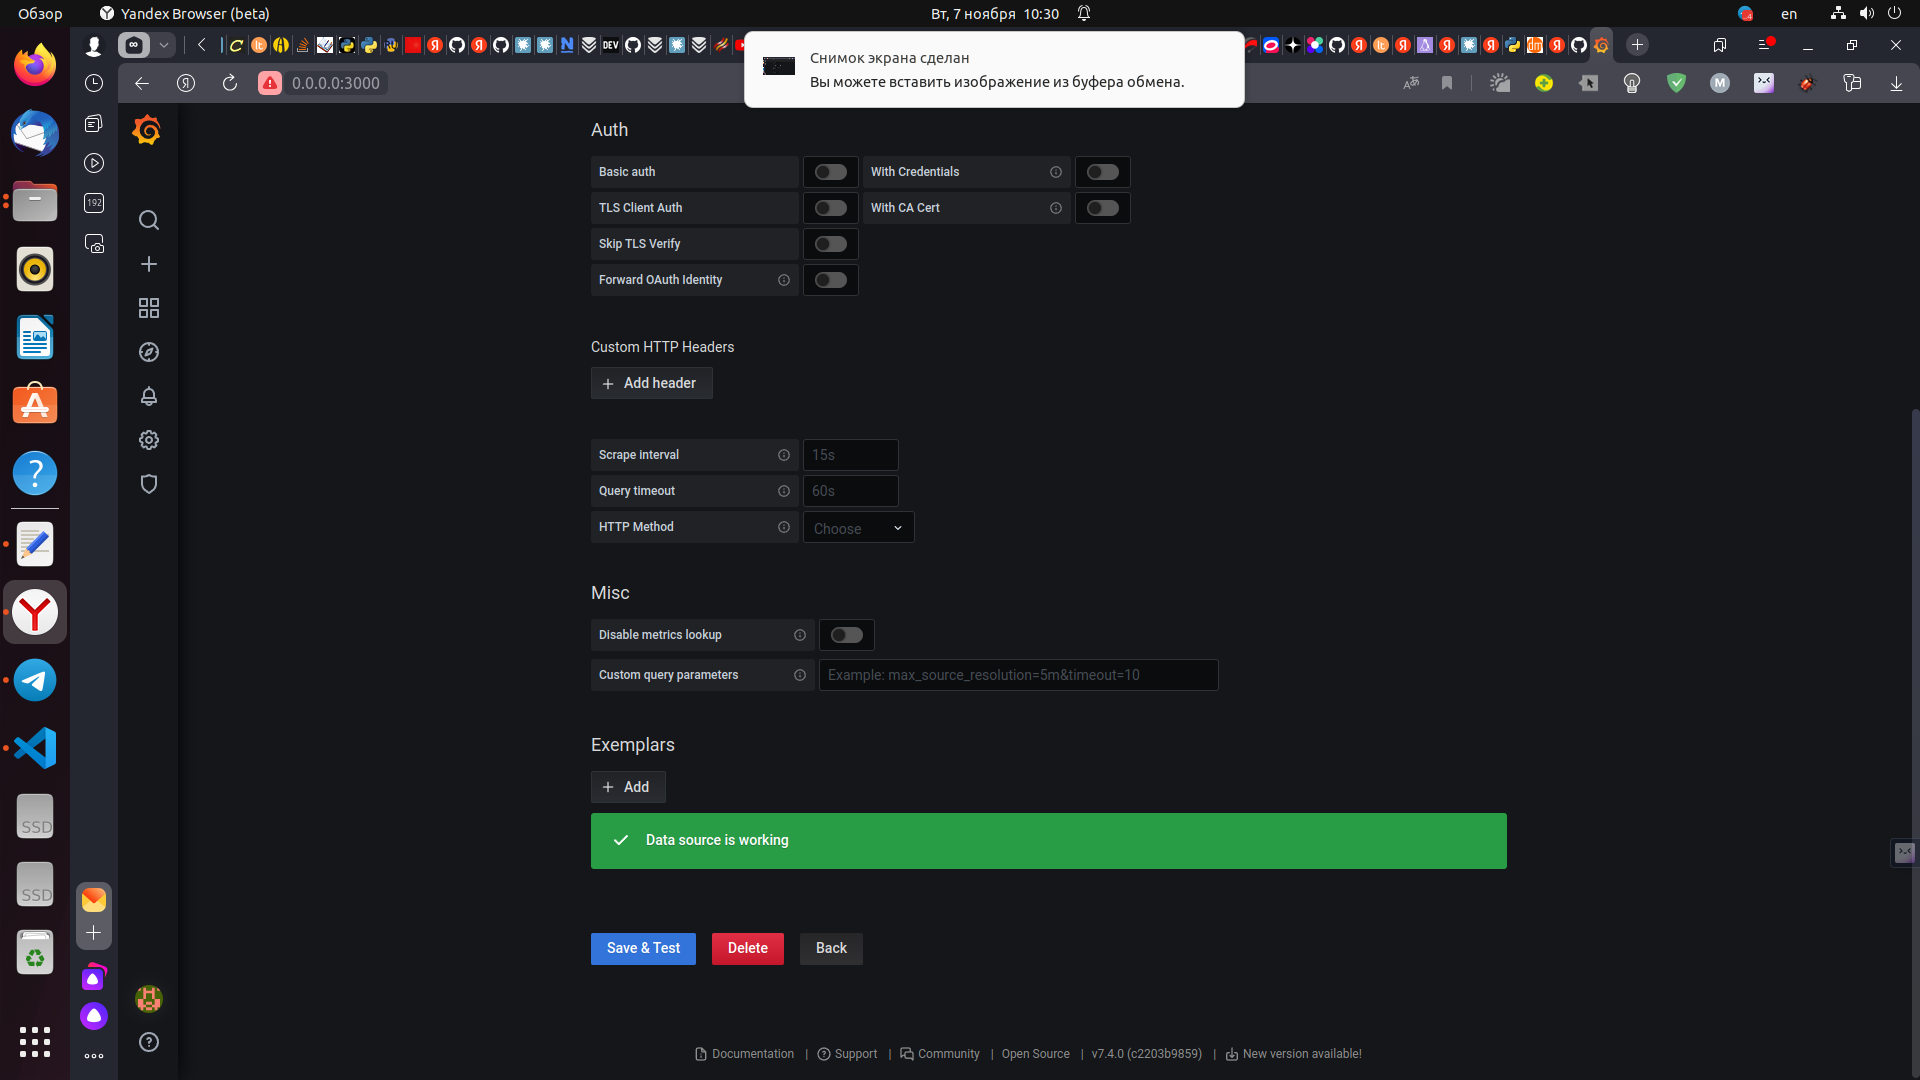 Обзор
Yandex Browser (beta)
Вт, 7 ноября 10:30
en
Снимок экрана сделан
Вы можете вставить изображение из буфера обмена.
0.0.0.0:3000
192
Auth
Basic auth
With Credentials
TLS Client Auth
With CA Cert
Skip TLS Verify
Forward OAuth Identity
Custom HTTP Headers
Add header
Scrape interval
15s
Query timeout
60s
HTTP Method
Choose
Misc
Disable metrics lookup
Custom query parameters
Example: max_source_resolution=5m&timeout=10
Exemplars
Add
Data source is working
Save & Test
Delete
Back
SSD
SSD
Documentation | Support | Community | Open Source | v7.4.0 (c2203b9859) | New version available!